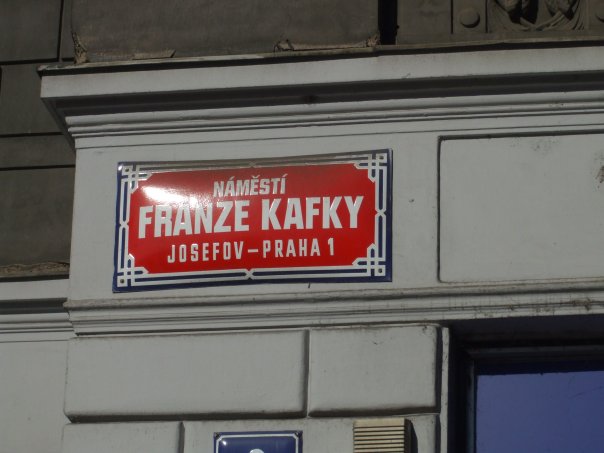 NÁMĚSTÍ
FRANZE KAFKY
JOSEFOV – PRAHA 1